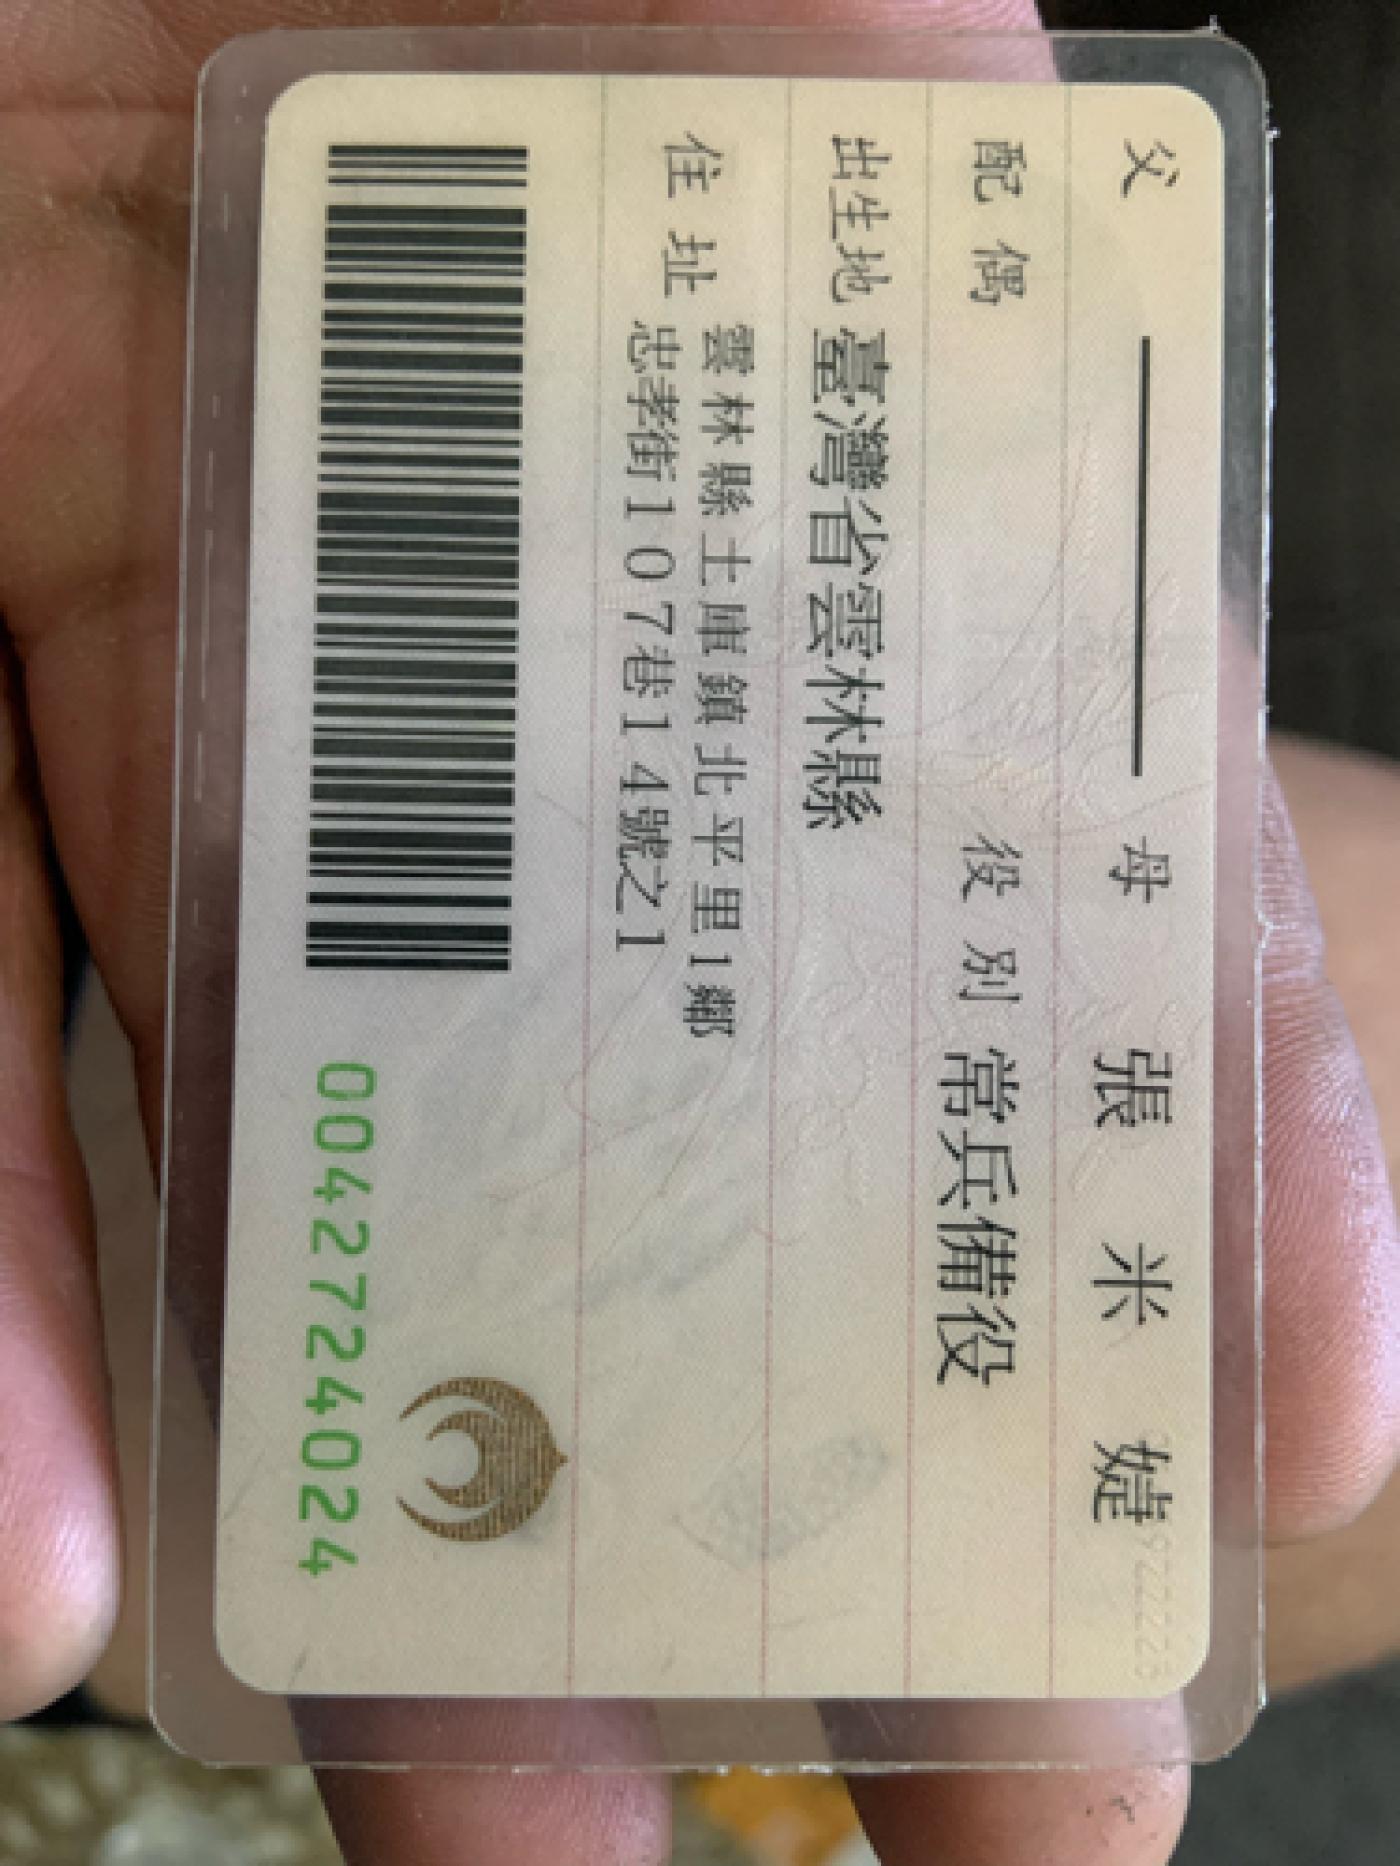 父 母 張 米 婕
配偶 役別 常兵備役
出生地 臺灣省雲林縣
住址 雲林縣土庫鎮北平里1鄰
忠孝街107巷14號之1
0042724024